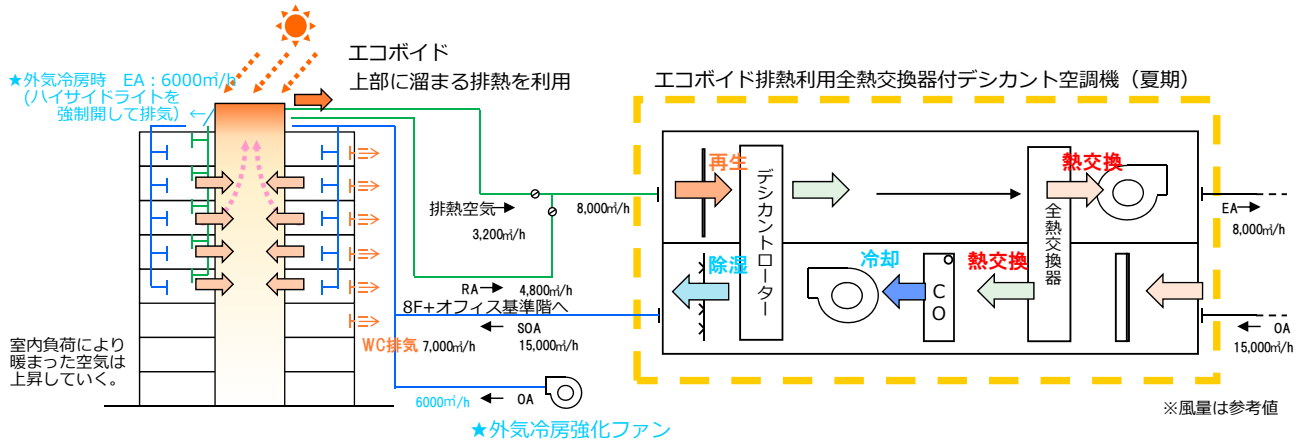 エコボイド
上部に溜まる排熱を利用
★外気冷房時 EA:6000㎥/h
(ハイサイドライトを
強制開して排気)←
エコボイド排熱利用全熱交換器付デシカント空調機(夏期)
再生
デシカントローター
熱交換
全熱交換器
排熱空気→
3,200㎥/h
8,000㎥/h
EA→
8,000㎥/h
除湿
冷却
熱交換
CO
RA→
4,800㎥/h
8F+オフィス基準階へ
←SOA
15,000㎥/h
WC排気
7,000㎥/h
←OA
15,000㎥/h
室内負荷により
暖まった空気は
上昇していく。
6000㎥/h
←OA
★外気冷房強化ファン
※風量は参考値